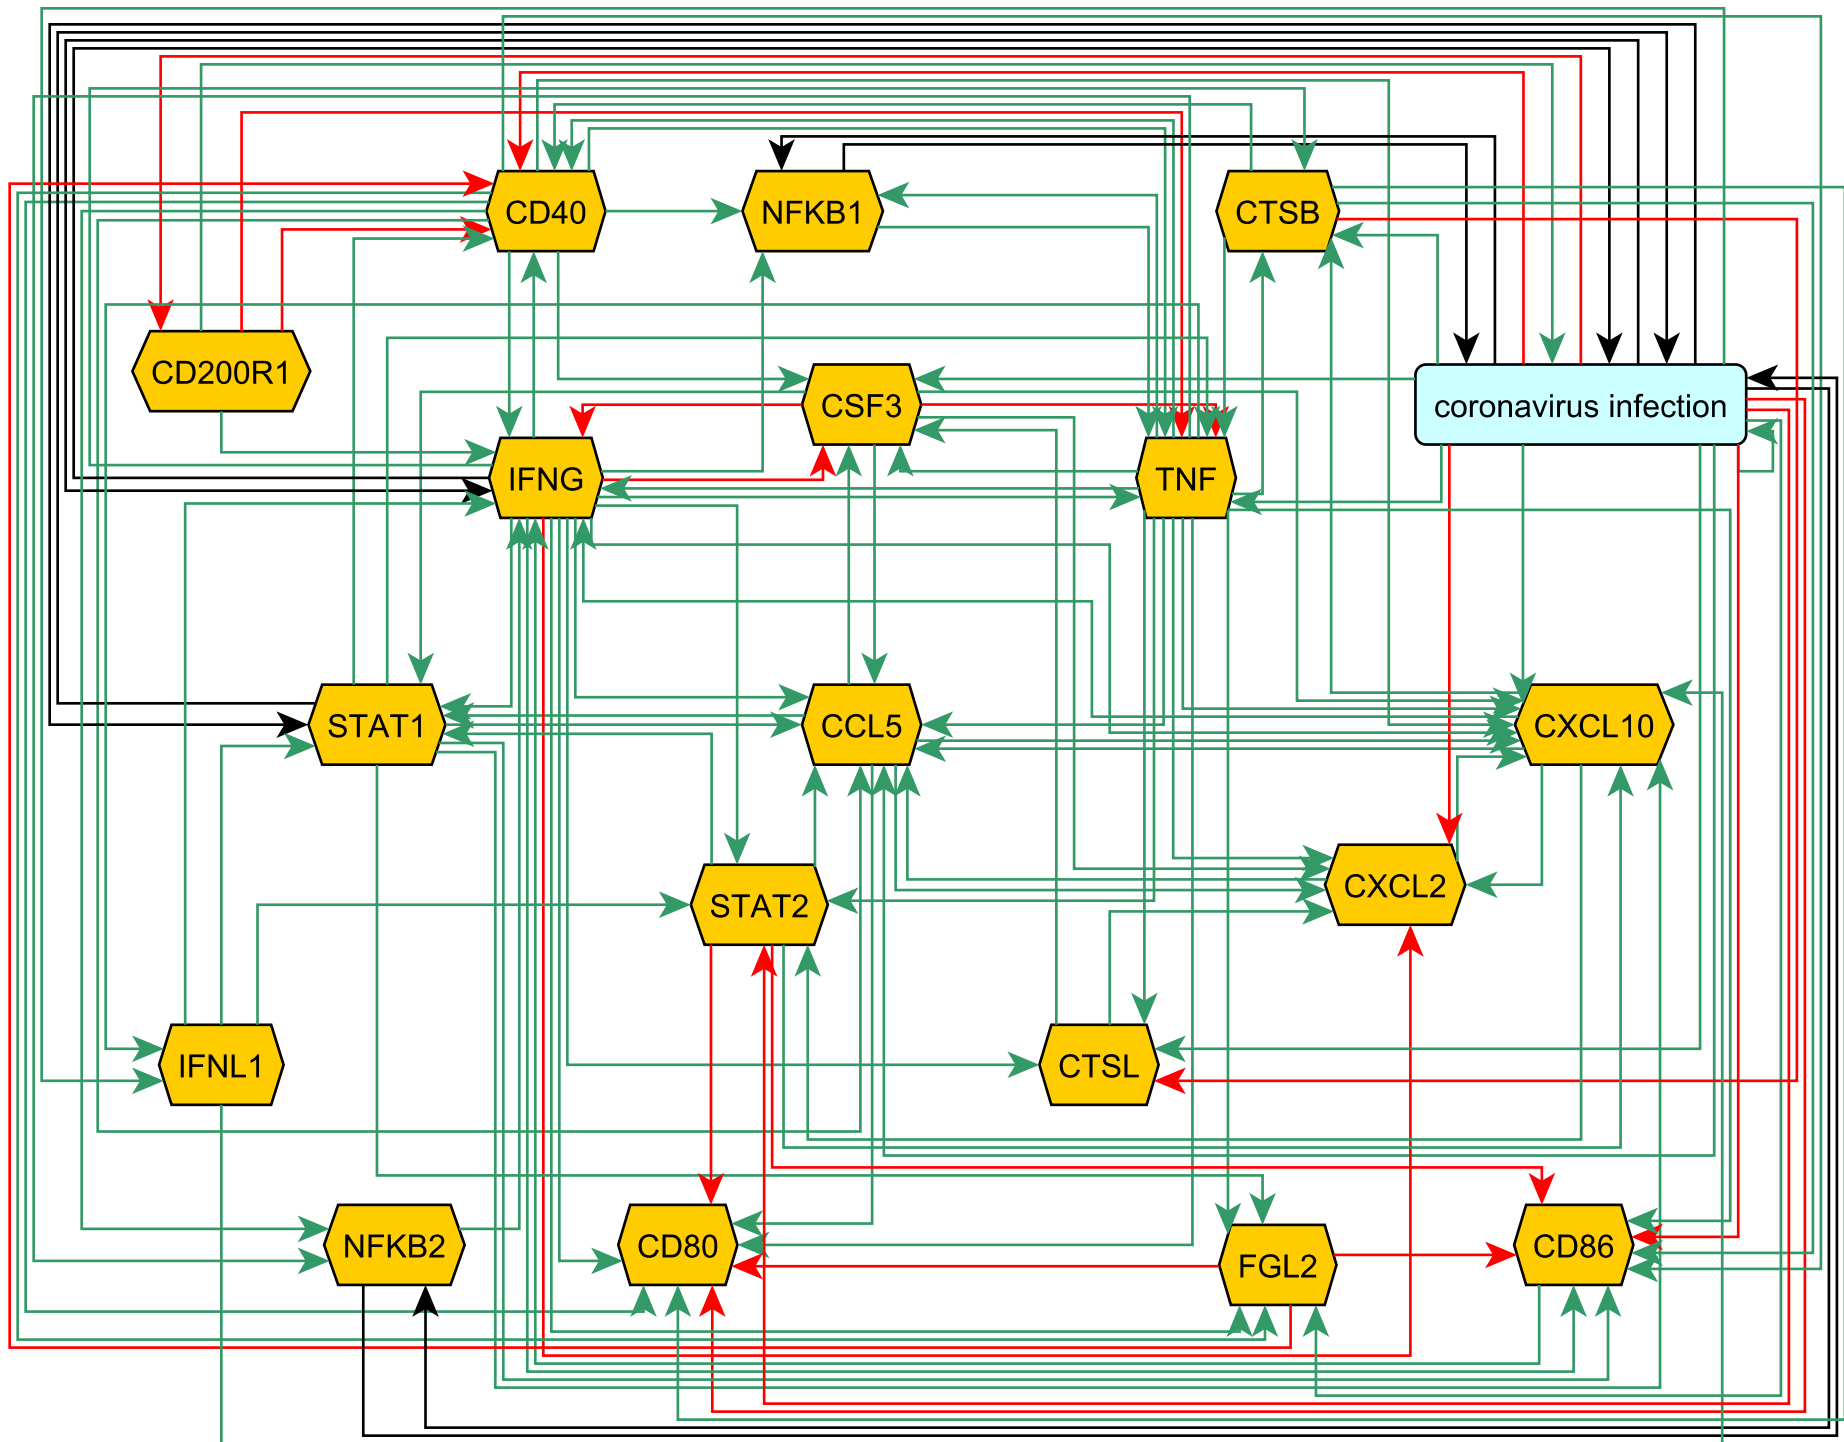 CD40
NFKB1
CTSB
CD200R1
CSF3
coronavirus infection
IFNG
TNF
STAT1
CCL5
CXCL10
STAT2
CXCL2
IFNL1
CTSL
NFKB2
CD80
FGL2
CD86